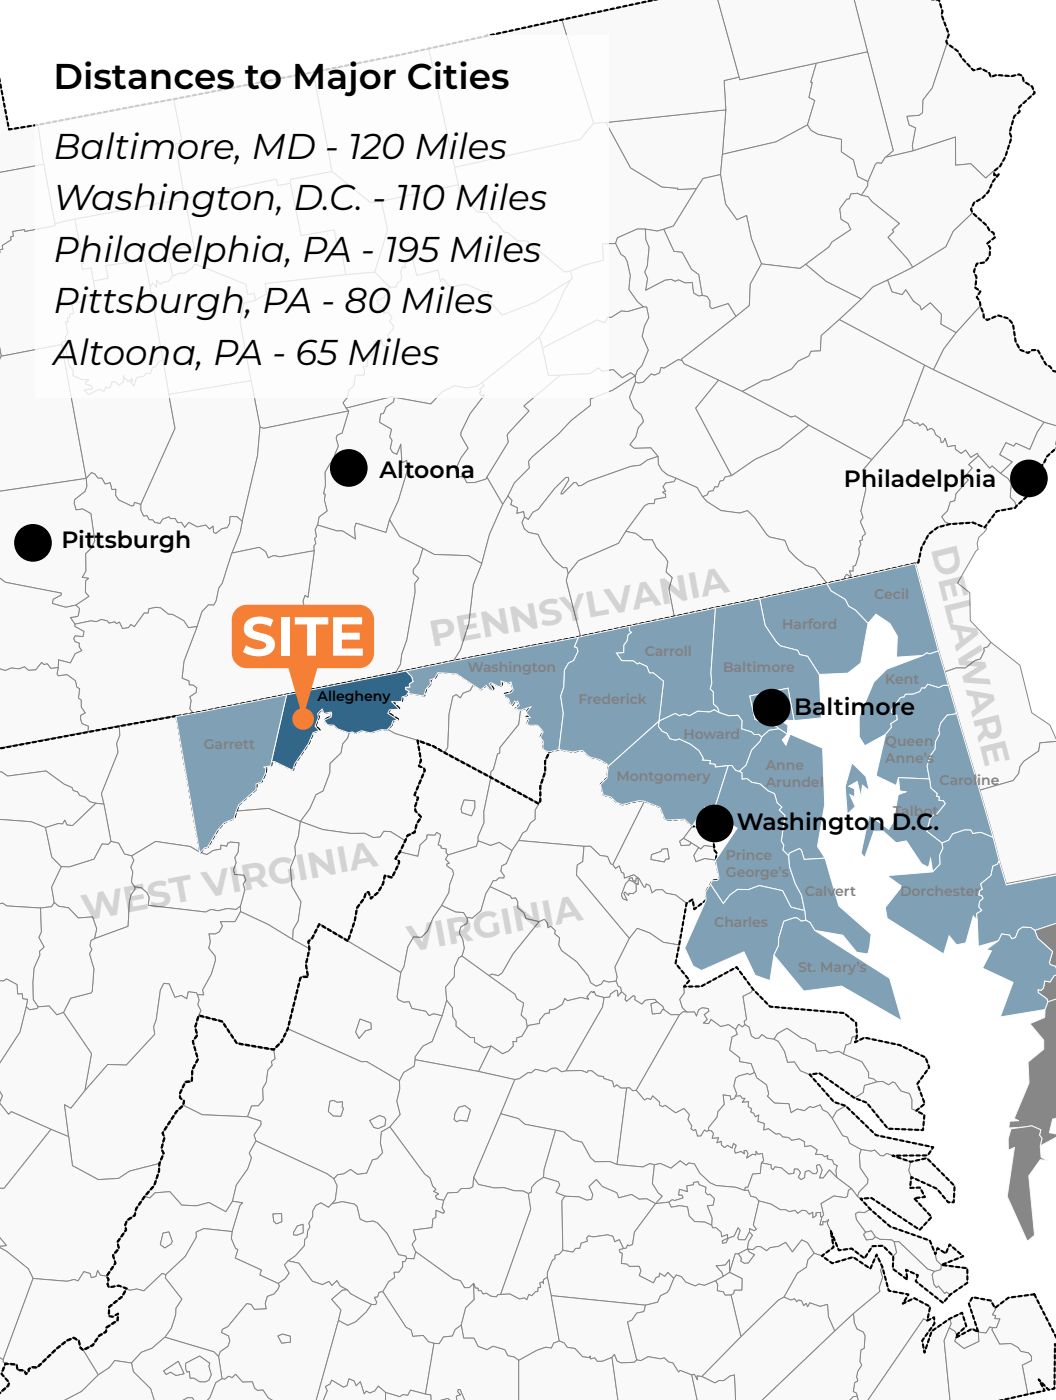 Distances to Major Cities
Baltimore, MD - 120 Miles
Washington, D.C. - 110 Miles
Philadelphia, PA - 195 Miles
Pittsburgh, PA - 80 Miles
Altoona, PA - 65 Miles
Altoona
Philadelphia
Pittsburgh
DELAWARE
PENNSYLVANIA
SITE
Cecil
Harford
Carroll
Washington
Baltimore
Kent
Allegheny
Frederick
Baltimore
Howard
Garrett
Queen
Anne's
Anne
Arundel
Montgomery
Caroline
Talbot
Washington D.C.
Prince
George's
WEST VIRGINIA
Calvert
Dorchester
VIRGINIA
Charles
St. Mary's